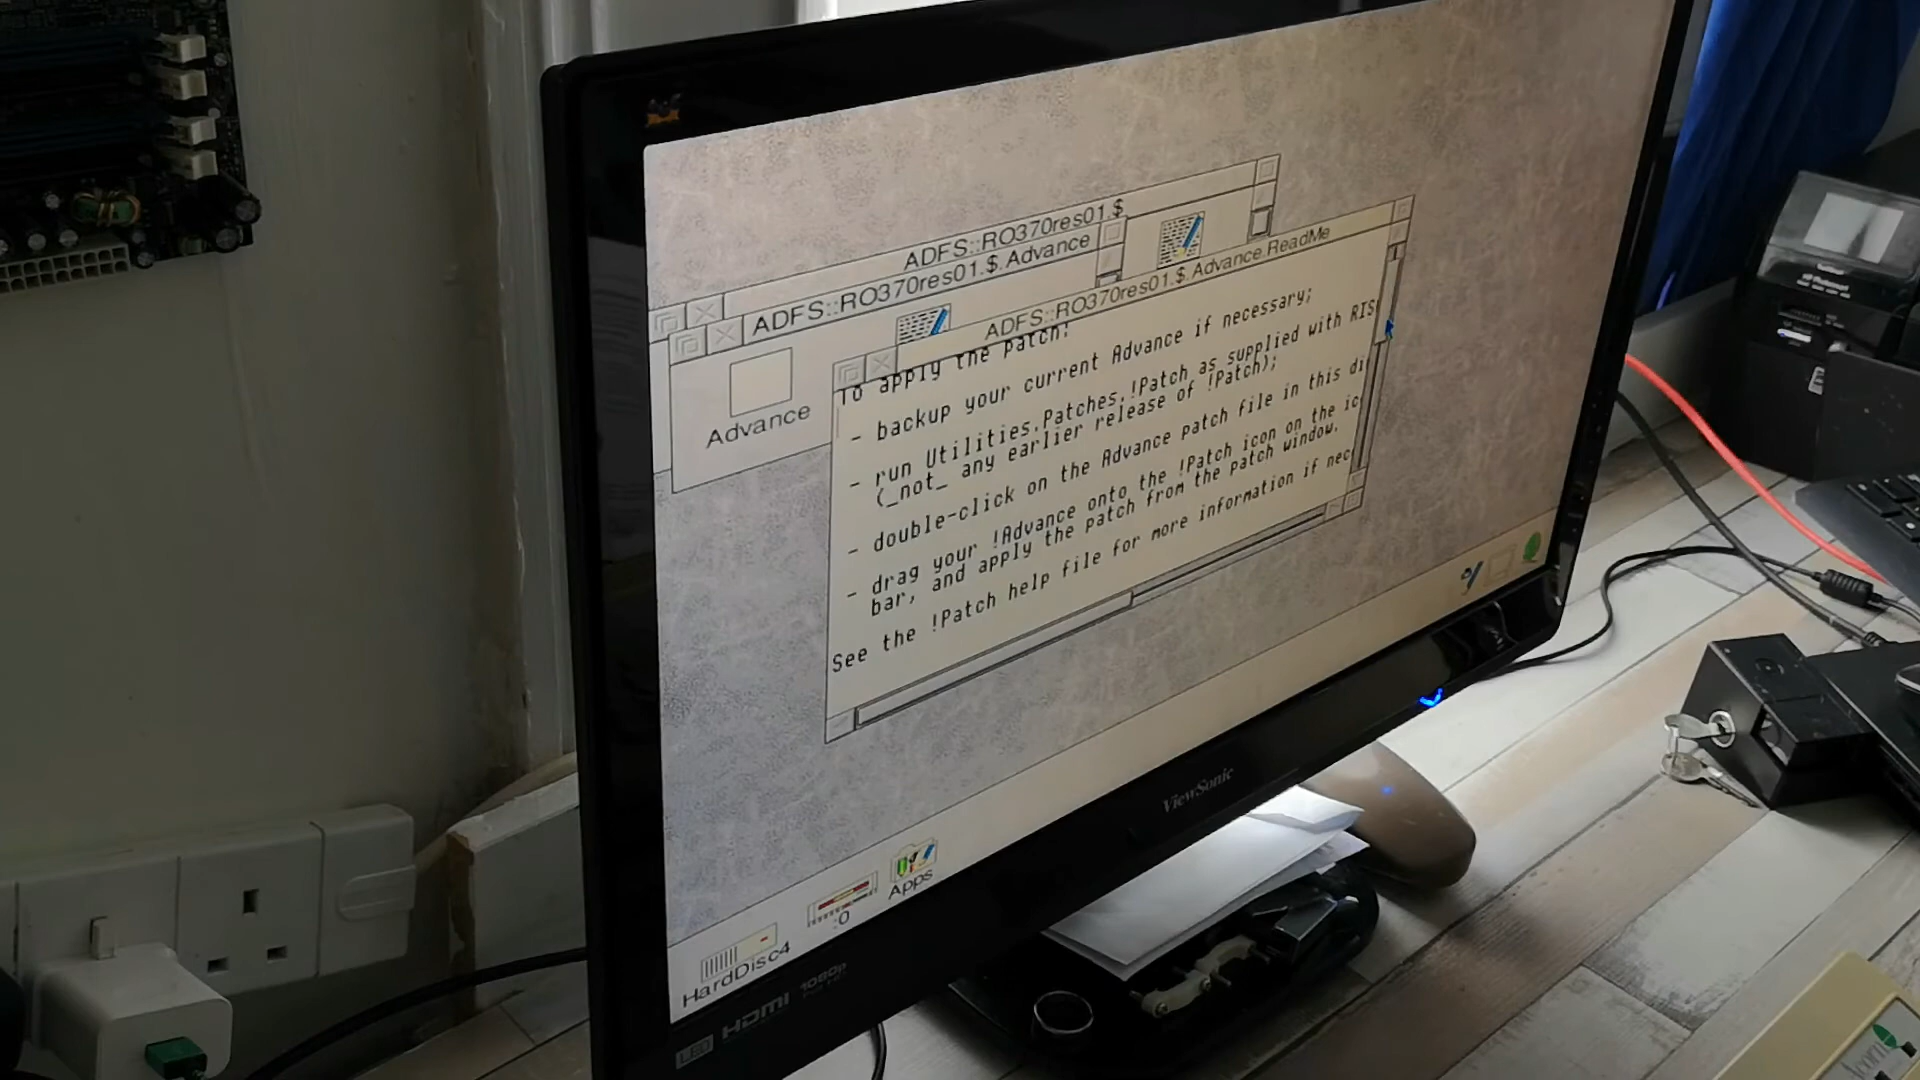 ADFS::RO370res01.$
ADFS::RO370res01.$.Advance
ADFS::RO370res01.$.Advance.ReadMe
Advance
To apply the patch:
- backup your current Advance if necessary;
- run Utilities.Patches.!Patch as supplied with RIS
(_not_ any earlier release of !Patch);
- double-click on the Advance patch file in this di
- drag your !Advance onto the !Patch icon on the ic
bar, and apply the patch from the patch window.
See the !Patch help file for more information if nec
HardDisc4
:0
Apps
ViewSonic
LED HDMI 1080p